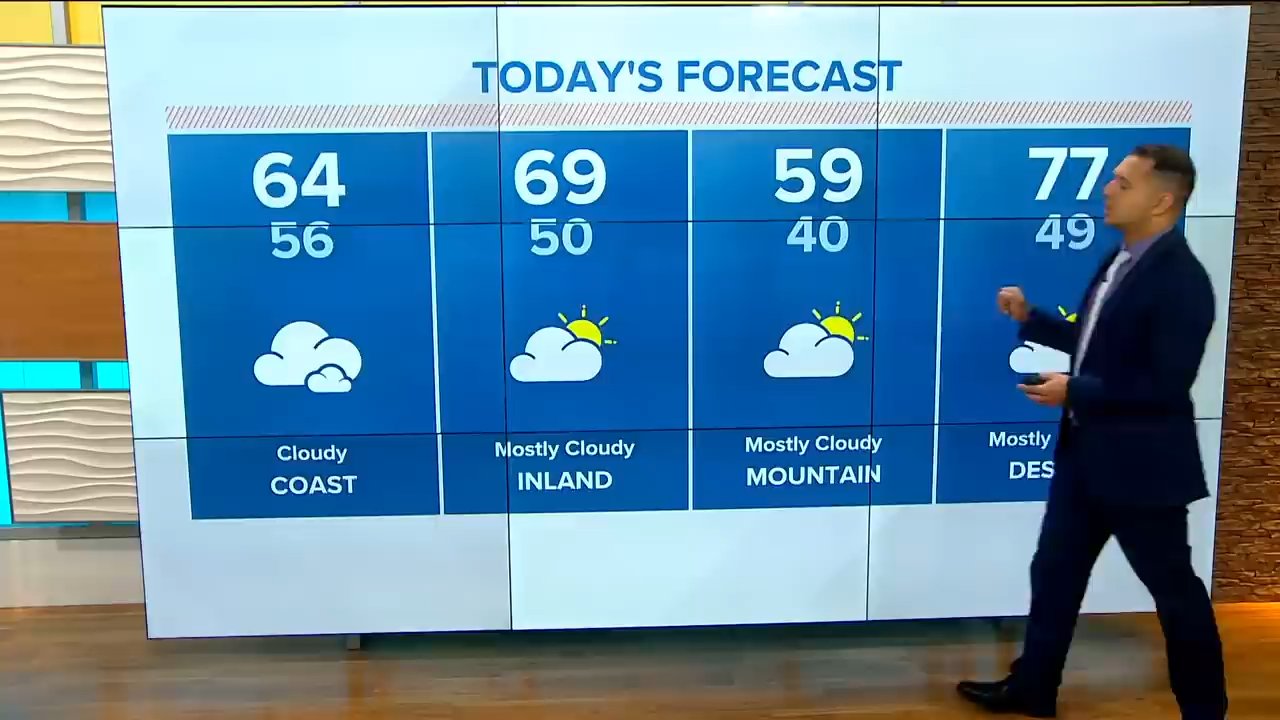 TODAY'S FORECAST
64
56
Cloudy
COAST
69
50
Mostly Cloudy
INLAND
59
40
Mostly Cloudy
MOUNTAIN
77
49
Mostly
DES